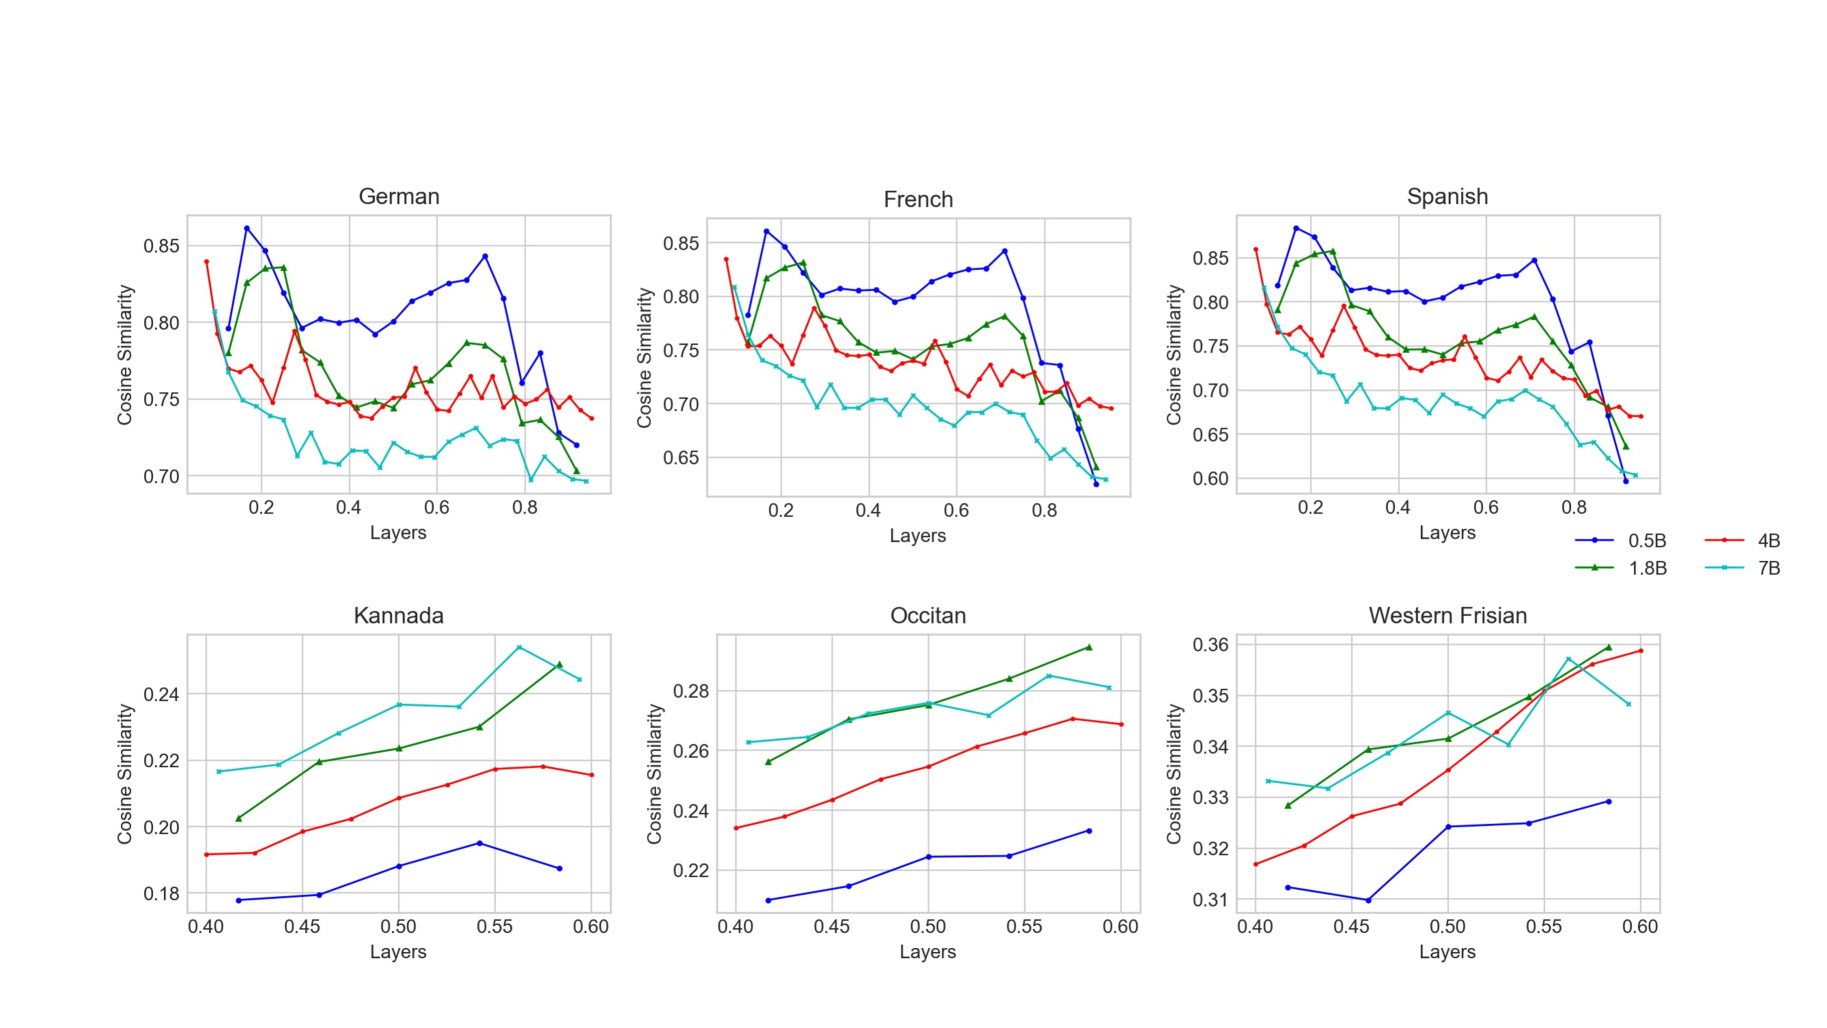 German
French
Spanish
Cosine Similarity
0.85
0.80
0.75
0.70
0.2
0.4
0.6
0.8
Layers
Cosine Similarity
0.85
0.80
0.75
0.70
0.65
0.2
0.4
0.6
0.8
Layers
Cosine Similarity
0.85
0.80
0.75
0.70
0.65
0.60
0.2
0.4
0.6
0.8
Layers
0.5B
4B
1.8B
7B
Kannada
Occitan
Western Frisian
Cosine Similarity
0.24
0.22
0.20
0.18
0.40
0.45
0.50
0.55
0.60
Layers
Cosine Similarity
0.28
0.26
0.24
0.22
0.40
0.45
0.50
0.55
0.60
Layers
Cosine Similarity
0.36
0.35
0.34
0.33
0.32
0.31
0.40
0.45
0.50
0.55
0.60
Layers